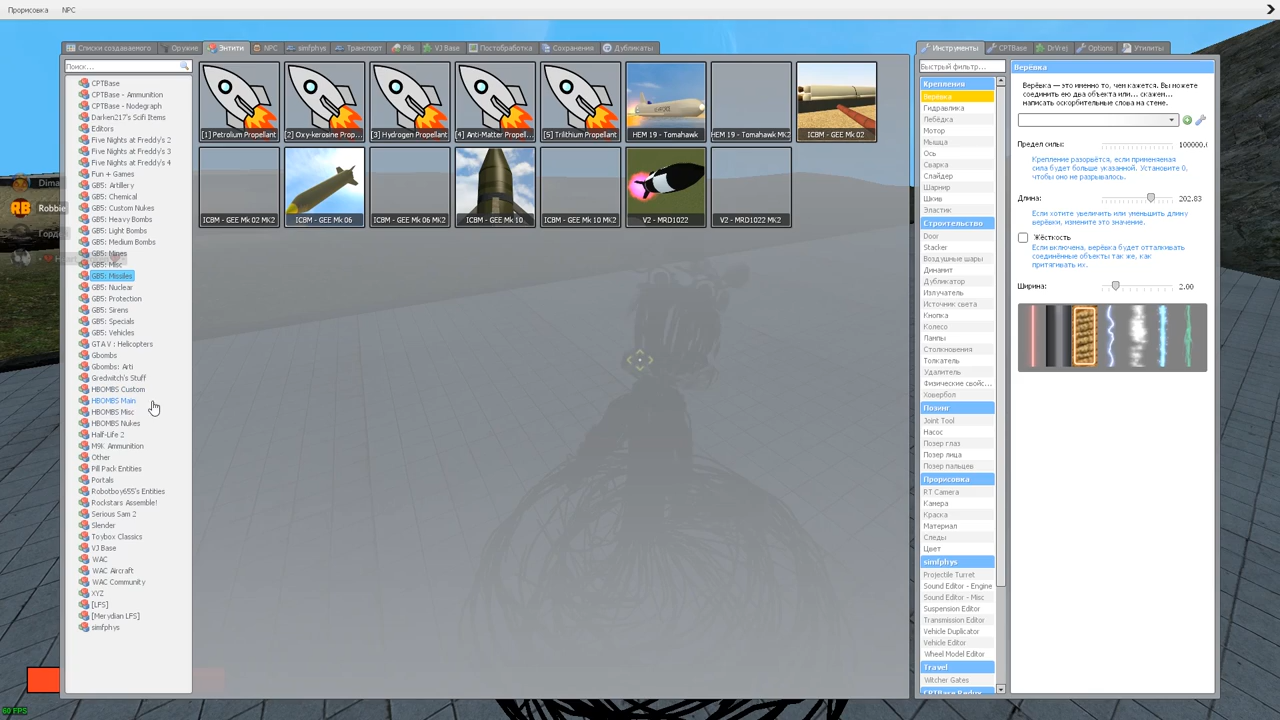 Прорисовка
NPC
Списки создаваемого
Оружие
Энтити
NPC
simfphys
Транспорт
Pills
VJ Base
Постобработка
Сохранения
Дубликаты
Поиск...
CPTBase
CPTBase - Ammunition
CPTBase - Nodegraph
Darken217's SciFi Items
Editors
Five Nights at Freddy's 2
Five Nights at Freddy's 3
Five Nights at Freddy's 4
Fun + Games
GB5: Artillery
GB5: Chemical
GB5: Custom Nukes
GB5: Heavy Bombs
GB5: Light Bombs
GB5: Medium Bombs
GB5: Mines
GB5: Misc
GB5: Missiles
GB5: Nuclear
GB5: Protection
GB5: Sirens
GB5: Specials
GB5: Vehicles
GTA V : Helicopters
Gbombs
Gbombs: Arti
Gredwitch's Stuff
HBOMBS Custom
HBOMBS Main
HBOMBS Misc
HBOMBS Nukes
Half-Life 2
M9K Ammunition
Other
Pill Pack Entities
Portals
Robotboy655's Entities
Rockstars Assemble!
Serious Sam 2
Slender
Toybox Classics
VJ Base
WAC
WAC Aircraft
WAC Community
XYZ
[LFS]
[Merydian LFS]
simfphys
Dima
RB Robbie
Гордо
[1] Petrolium Propellant
[2] Oxy-kerosine Prop...
[3] Hydrogen Propellant
[4] Anti-Matter Propell...
[5] Trilithium Propellant
HEM 19 - Tomahawk
HEM 19 - Tomahawk MK2
ICBM - GEE Mk 02
ICBM - GEE Mk 02 MK2
ICBM - GEE Mk 06
ICBM - GEE Mk 06 MK2
ICBM - GEE Mk 10
ICBM - GEE Mk 10 MK2
V2 - MRD1022
V2 - MRD1022 MK2
Инструменты
CPTBase
DrVrej
Options
Утилиты
Быстрый фильтр...
Крепления
Верёвка
Гидравлика
Лебёдка
Мотор
Мышца
Ось
Сварка
Слайдер
Шарнир
Шкив
Эластик
Строительство
Door
Stacker
Воздушные шары
Динамит
Дубликатор
Излучатель
Источник света
Кнопка
Колесо
Лампы
Столкновения
Толкатель
Удалитель
Физические свойс...
Ховербол
Позинг
Joint Tool
Насос
Позер глаз
Позер лица
Позер пальцев
Прорисовка
RT Camera
Камера
Краска
Материал
Следы
Цвет
simfphys
Projectile Turret
Sound Editor - Engine
Sound Editor - Misc
Suspension Editor
Transmission Editor
Vehicle Duplicator
Vehicle Editor
Wheel Model Editor
Travel
Witcher Gates
CPTBase Redux
Верёвка
Верёвка — это именно то, чем кажется. Вы можете
соединить ей два объекта или... скажем...
написать оскорбительные слова на стене.
Предел силы:
100000.(
Крепление разорвётся, если применяемая
сила будет больше указанной. Установите 0,
чтобы оно не разрывалось.
Длина:
202.83
Если хотите увеличить или уменьшить длину
верёвки, измените это значение.
Жёсткость
Если включена, верёвка будет отталкивать
соединённые объекты так же, как
притягивать их.
Ширина:
2.00
60 FPS